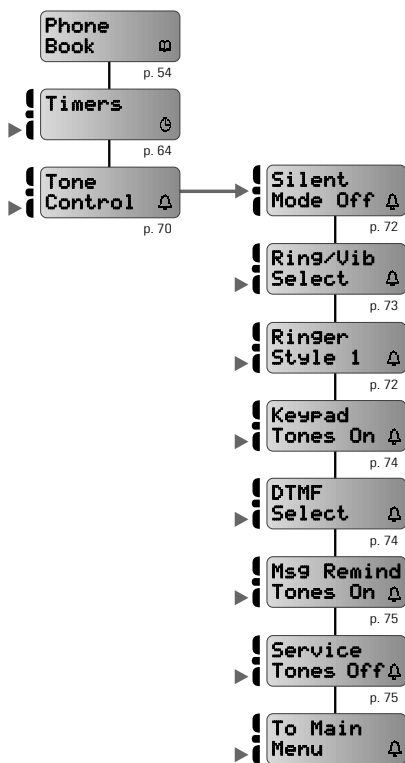 Phone
Book
p. 54
Timers
p. 64
Tone
Control
p. 70
Silent
Mode Off
p. 72
Ring/Vib
Select
p. 73
Ringer
Style 1
p. 72
Keypad
Tones On
p. 74
DTMF
Select
p. 74
Msg Remind
Tones On
p. 75
Service
Tones Off
p. 75
To Main
Menu